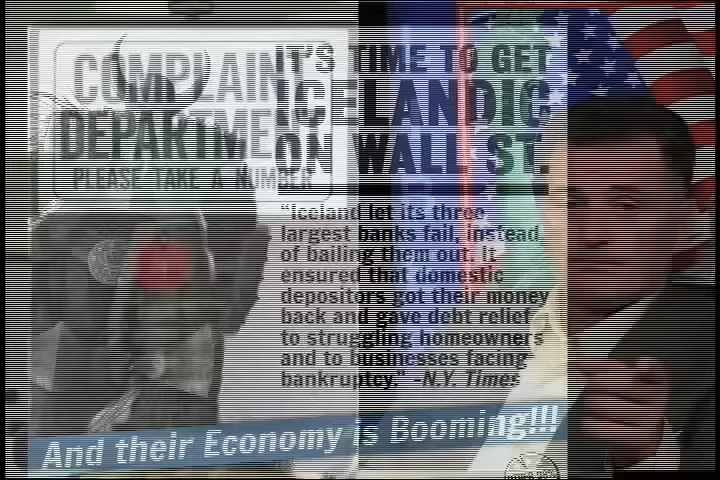 COMPLAINT
DEPARTMENT
PLEASE TAKE A NUMBER
IT'S TIME TO GET
ICELANDIC
ON WALL ST.
"Iceland let its three
largest banks fail, instead
of bailing them out. It
ensured that domestic
depositors got their money
back and gave debt relief
to struggling homeowners
and to businesses facing
bankruptcy." -N.Y. Times
And their Economy is Booming!!!